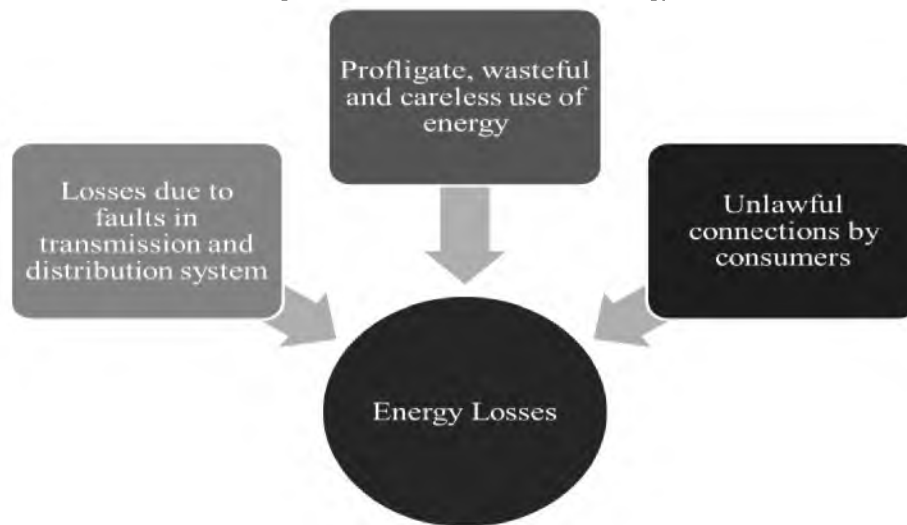 Profligate, wasteful
and careless use of
energy
Losses due to
faults in
transmission and
distribution system
Unlawful
connections by
consumers
Energy Losses